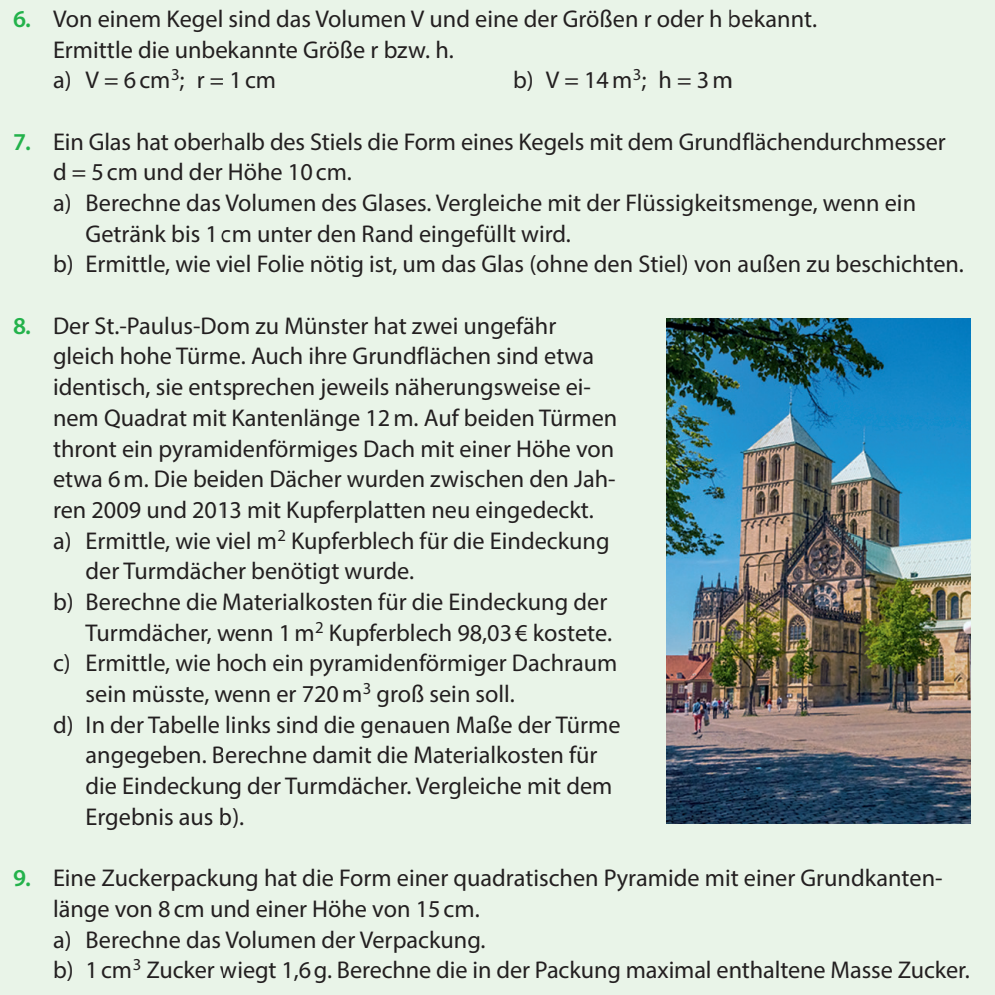 6. Von einem Kegel sind das Volumen V und eine der Größen r oder h bekannt.
Ermittle die unbekannte Größe r bzw. h.
a) V = 6 cm³; r = 1 cm b) V = 14 m³; h = 3 m
7. Ein Glas hat oberhalb des Stiels die Form eines Kegels mit dem Grundflächendurchmesser
d = 5 cm und der Höhe 10 cm.
a) Berechne das Volumen des Glases. Vergleiche mit der Flüssigkeitsmenge, wenn ein
Getränk bis 1 cm unter den Rand eingefüllt wird.
b) Ermittle, wie viel Folie nötig ist, um das Glas (ohne den Stiel) von außen zu beschichten.
8. Der St.-Paulus-Dom zu Münster hat zwei ungefähr
gleich hohe Türme. Auch ihre Grundflächen sind etwa
identisch, sie entsprechen jeweils näherungsweise ei-
nem Quadrat mit Kantenlänge 12 m. Auf beiden Türmen
thront ein pyramidenförmiges Dach mit einer Höhe von
etwa 6 m. Die beiden Dächer wurden zwischen den Jah-
ren 2009 und 2013 mit Kupferplatten neu eingedeckt.
a) Ermittle, wie viel m² Kupferblech für die Eindeckung
der Turmdächer benötigt wurde.
b) Berechne die Materialkosten für die Eindeckung der
Turmdächer, wenn 1 m² Kupferblech 98,03 € kostete.
c) Ermittle, wie hoch ein pyramidenförmiger Dachraum
sein müsste, wenn er 720 m³ groß sein soll.
d) In der Tabelle links sind die genauen Maße der Türme
angegeben. Berechne damit die Materialkosten für
die Eindeckung der Turmdächer. Vergleiche mit dem
Ergebnis aus b).
9. Eine Zuckerpackung hat die Form einer quadratischen Pyramide mit einer Grundkanten-
länge von 8 cm und einer Höhe von 15 cm.
a) Berechne das Volumen der Verpackung.
b) 1 cm³ Zucker wiegt 1,6 g. Berechne die in der Packung maximal enthaltene Masse Zucker.